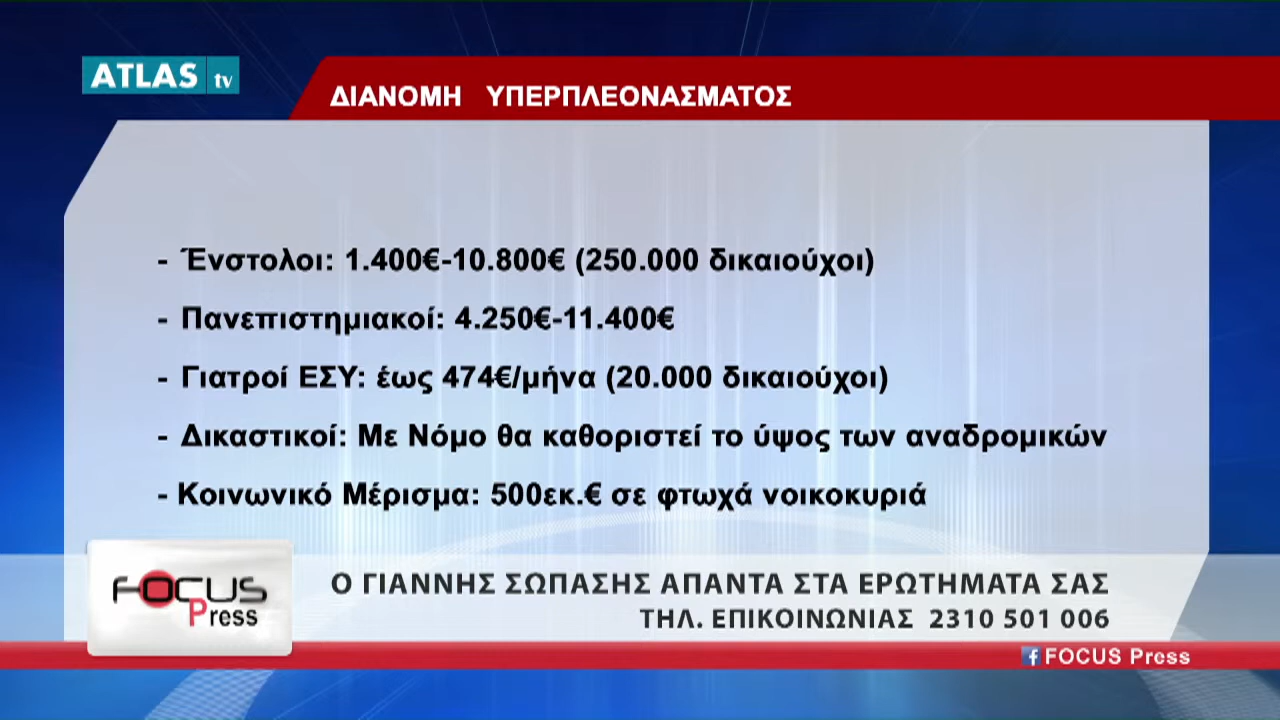 ATLAS tv
ΔΙΑΝΟΜΗ ΥΠΕΡΠΛΕΟΝΑΣΜΑΤΟΣ
- Ένστολοι: 1.400€-10.800€ (250.000 δικαιούχοι)
- Πανεπιστημιακοί: 4.250€-11.400€
- Γιατροί ΕΣΥ: έως 474€/μήνα (20.000 δικαιούχοι)
- Δικαστικοί: Με Νόμο θα καθοριστεί το ύψος των αναδρομικών
- Κοινωνικό Μέρισμα: 500εκ.€ σε φτωχά νοικοκυριά
FOCUS
Press
Ο ΓΙΑΝΝΗΣ ΣΩΠΑΣΗΣ ΑΠΑΝΤΑ ΣΤΑ ΕΡΩΤΗΜΑΤΑ ΣΑΣ
ΤΗΛ. ΕΠΙΚΟΙΝΩΝΙΑΣ 2310 501 006
f FOCUS Press